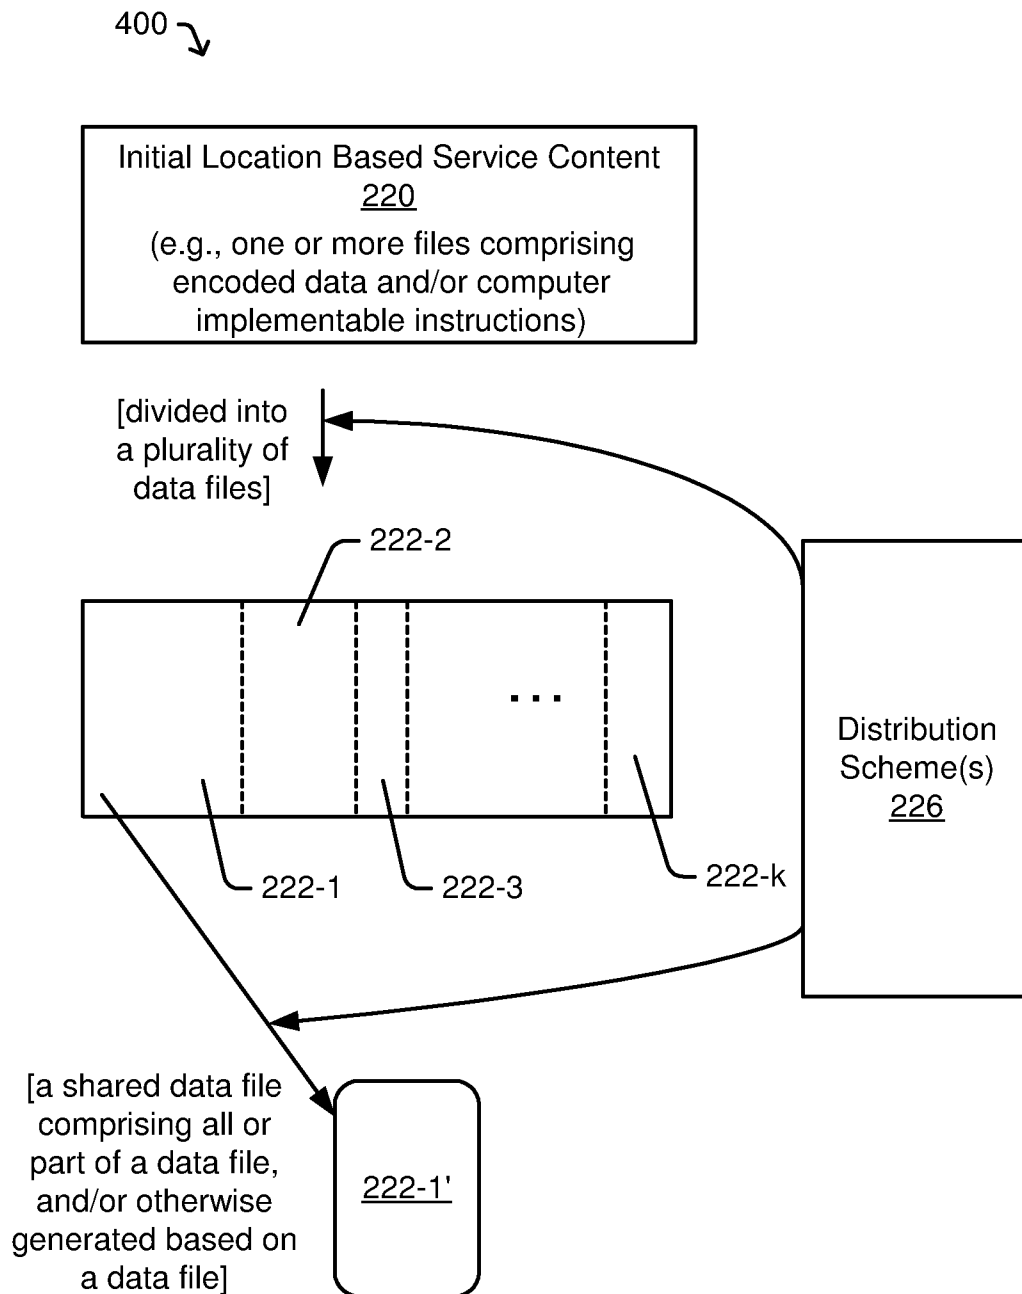 400
Initial Location Based Service Content
220
(e.g., one or more files comprising
encoded data and/or computer
implementable instructions)
[divided into
a plurality of
data files]
222-2
...
222-1
222-3
222-k
Distribution
Scheme(s)
226
[a shared data file
comprising all or
part of a data file,
and/or otherwise
generated based on
a data file]
222-1'